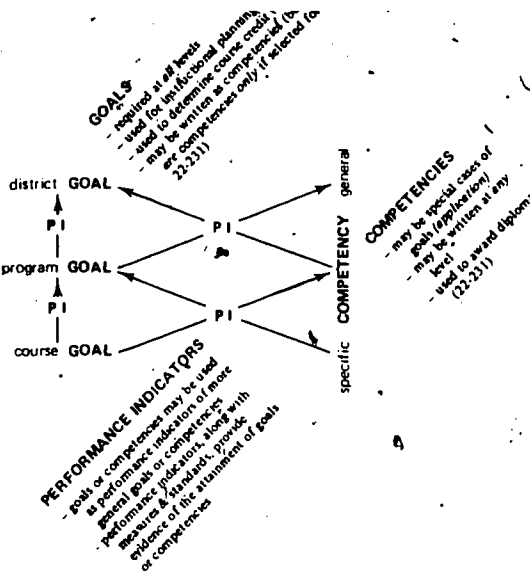 GOALS
- required at all levels
- used for instructional planning
- used to determine course credit
- may be written as competencies
are competencies only if selected for
22-231)
district GOAL
PI
program GOAL
PI
course GOAL
PI
PI
general
COMPETENCY
specific
COMPETENCIES
- may be special cases of
goals (application)
- may be written at any
level
- used to award diploma
(22-231)
PERFORMANCE INDICATORS
- goals or competencies may be used
as performance indicators of more
general goals or competencies
- performance indicators, along with
measures & standards, provide
evidence of the attainment of goals
or competencies